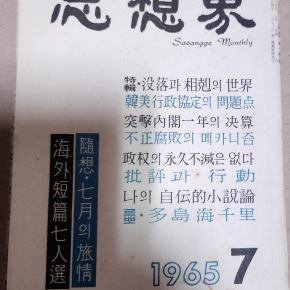 思想界
Sasangge Monthly
特輯·没落과 相剋의 世界
韓美行政協定의 問題点
突擊內閣一年의 決算
不正腐敗의 메카니즘
政权의 永久不滅은 없다
批評과 行動
나의 自伝的小說論
多島海千里
隨想·七月의 旅情
海外短篇七人選
1965 7